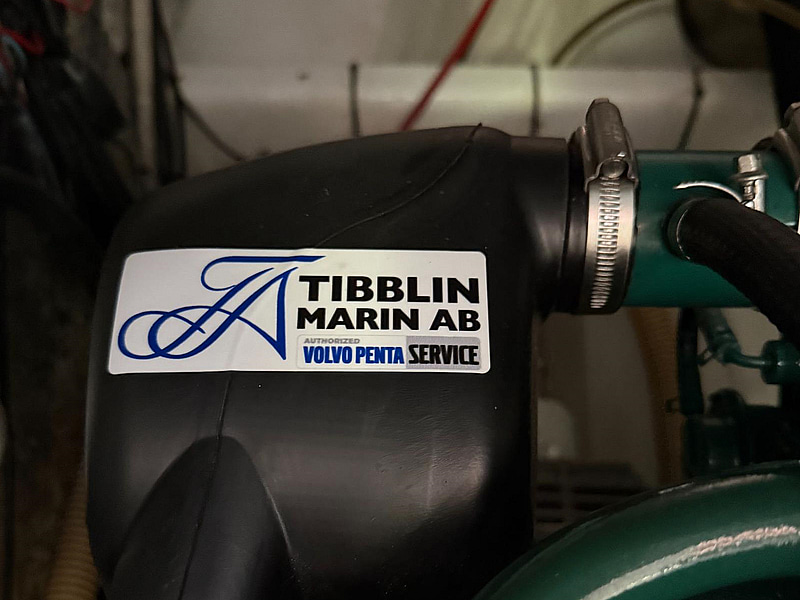 TIBBLIN
MARIN AB
AUTHORIZED
VOLVO PENTA SERVICE